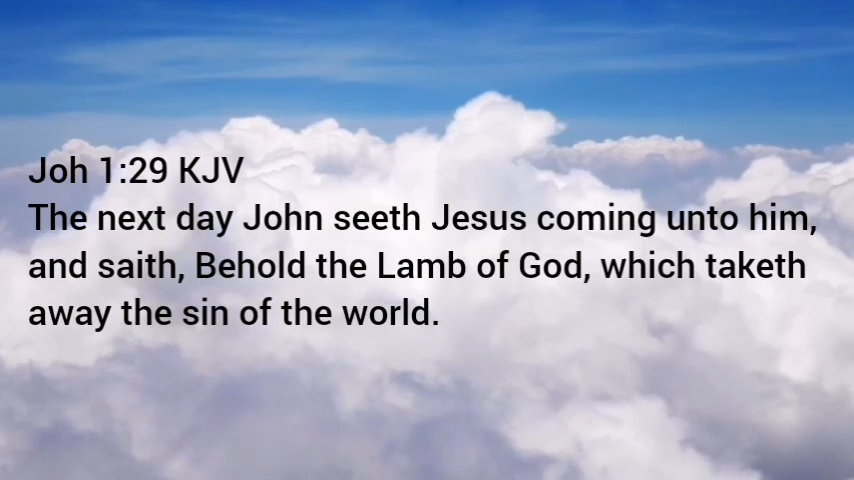 Joh 1:29 KJV
The next day John seeth Jesus coming unto him,
and saith, Behold the Lamb of God, which taketh
away the sin of the world.